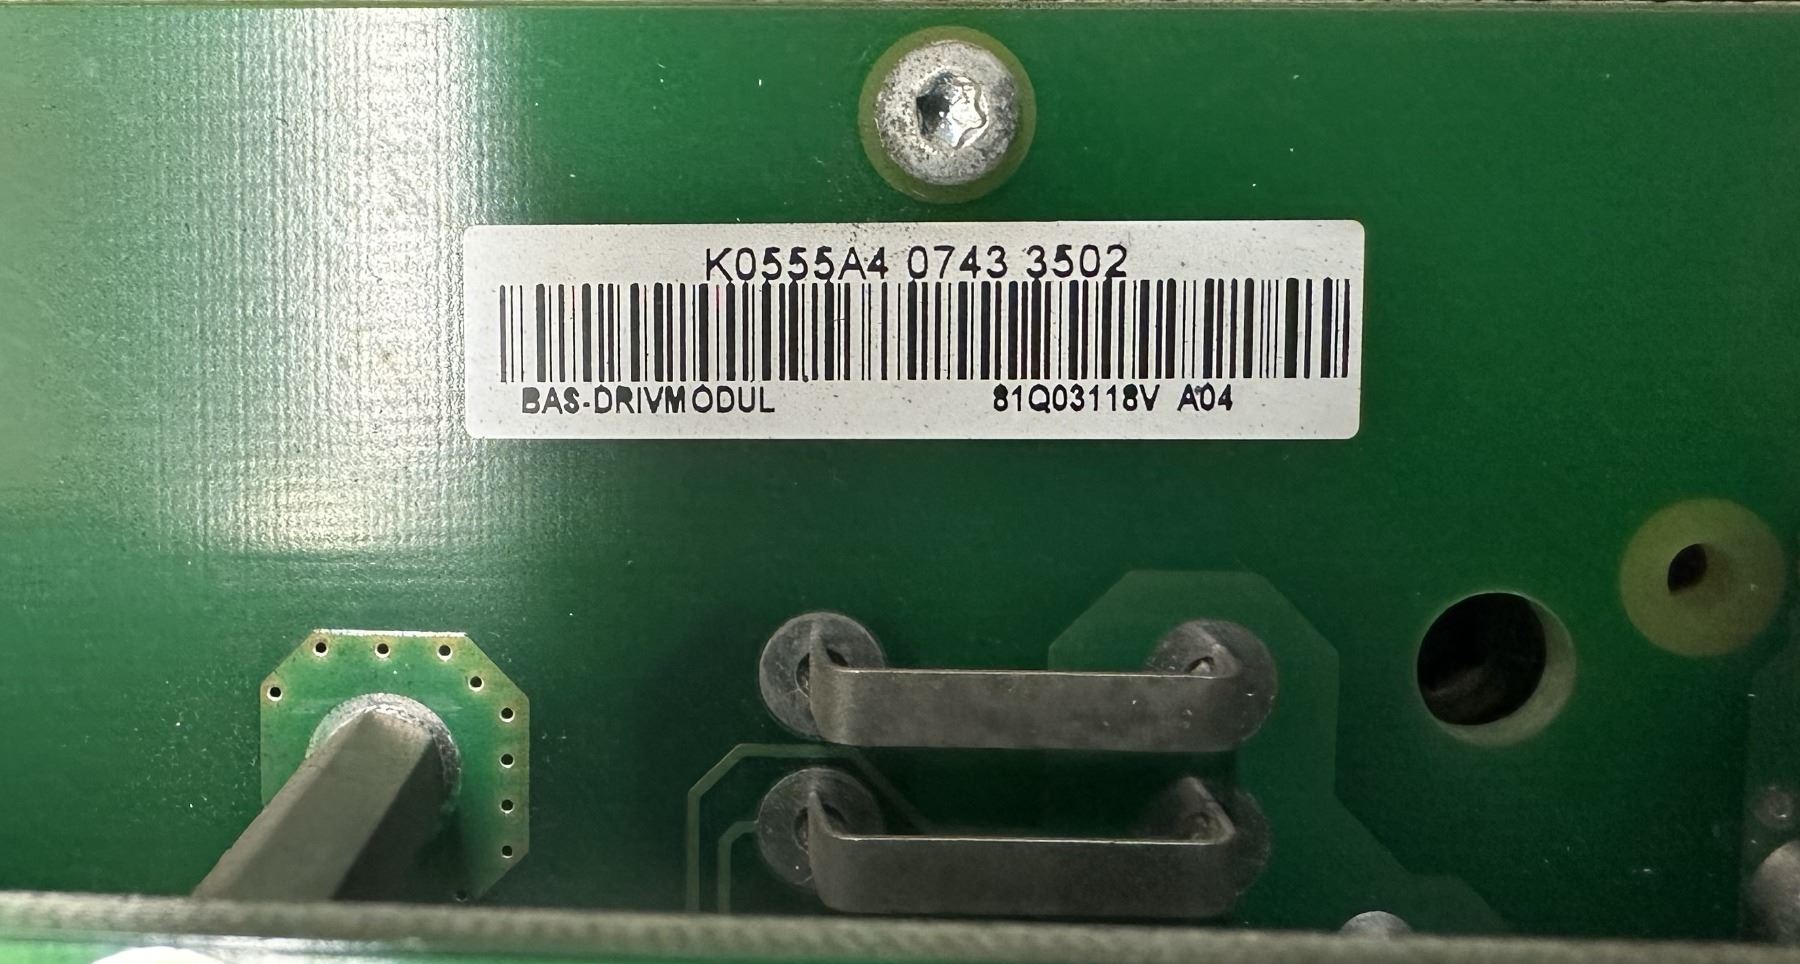 K0555A4 0743 3502
BAS-DRIVMODUL 81Q03118V A04